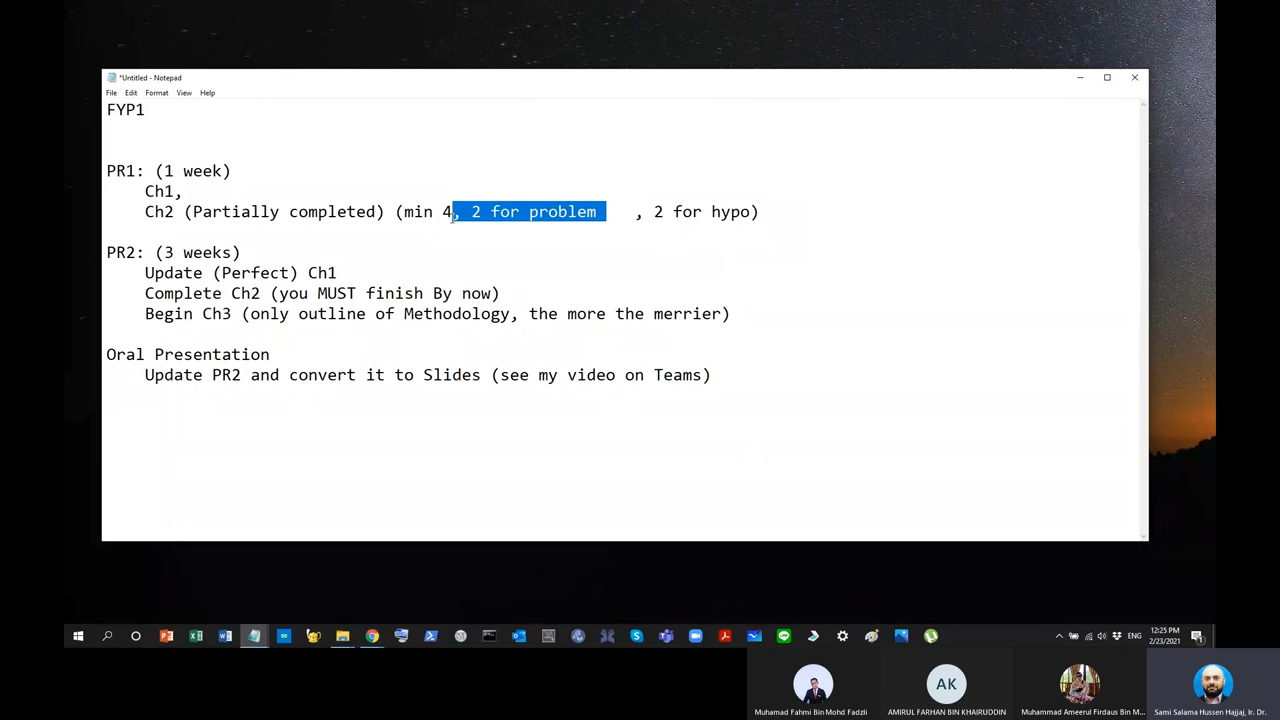 *Untitled - Notepad
File Edit Format View Help
FYP1
PR1: (1 week)
Ch1,
Ch2 (Partially completed) (min 4, 2 for problem , 2 for hypo)
PR2: (3 weeks)
Update (Perfect) Ch1
Complete Ch2 (you MUST finish By now)
Begin Ch3 (only outline of Methodology, the more the merrier)
Oral Presentation
Update PR2 and convert it to Slides (see my video on Teams)
ENG
12:25 PM
2/23/2021
AK
Muhamad Fahmi Bin Mohd Fadzli
AMIRUL FARHAN BIN KHAIRUDDIN
Muhammad Ameerul Firdaus Bin M...
Sami Salama Hussen Hajjaj, Ir. Dr.